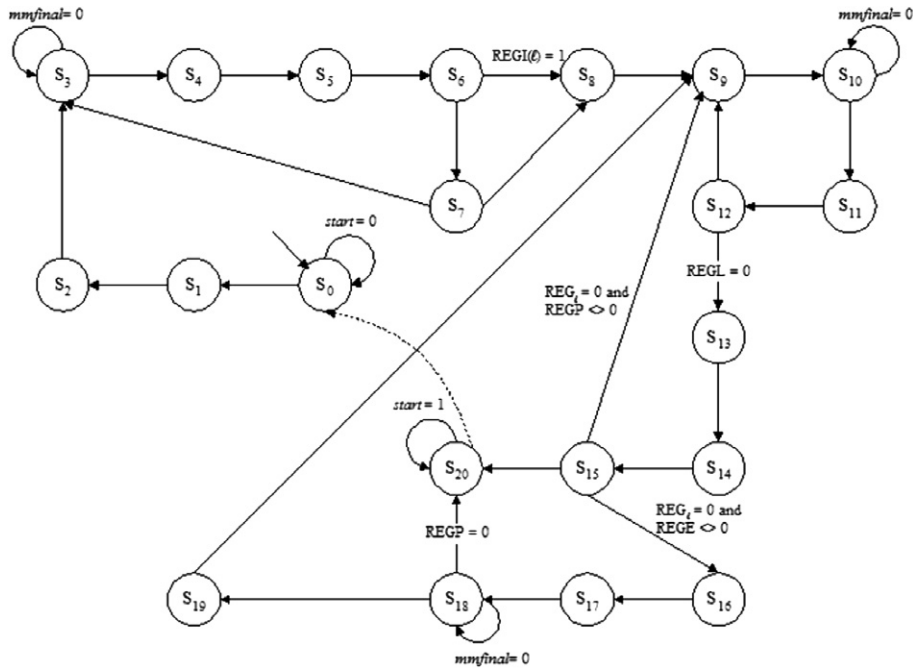 mmfinal= 0
mmfinal= 0
REGI(ℓ) = 1
S3
S4
S5
S6
S8
S9
S10
S7
S12
S11
start = 0
S2
S1
S0
REGL = 0
REGℓ = 0 and
REGP <> 0
S13
start = 1
S20
S15
S14
REGℓ = 0 and
REGE <> 0
REGP = 0
S19
S18
S17
S16
mmfinal= 0